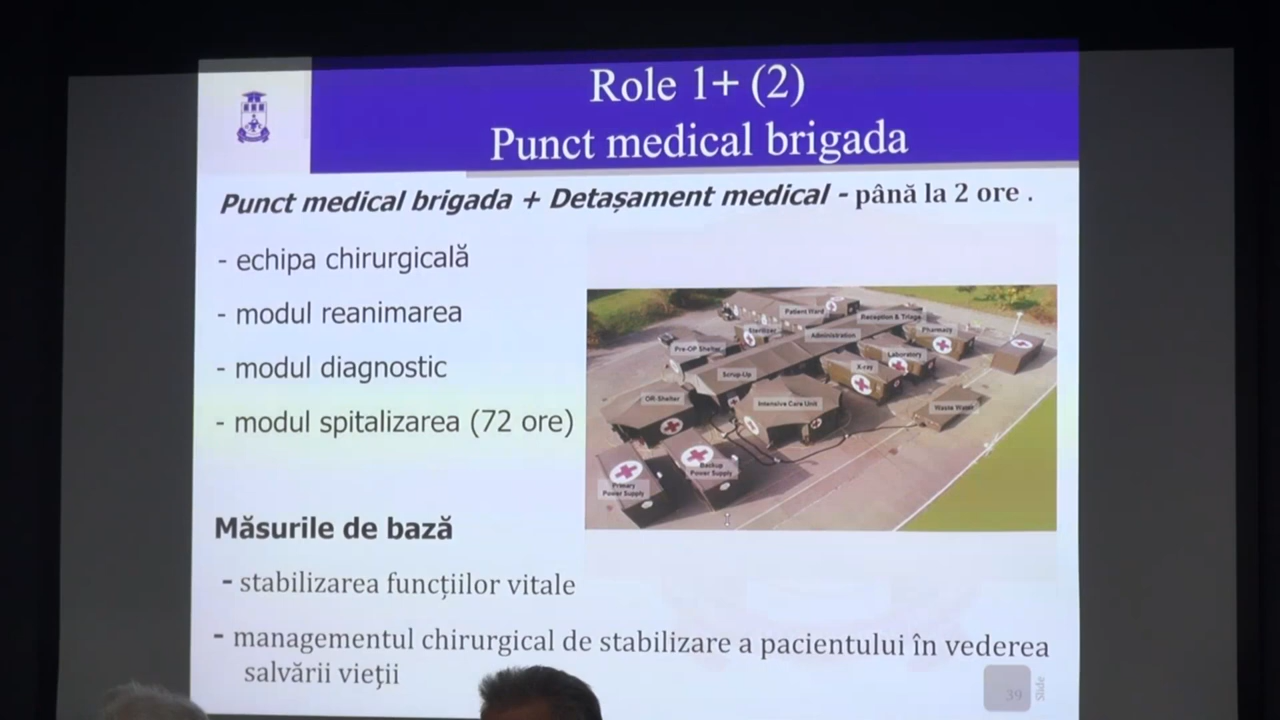 Role 1+ (2)
Punct medical brigada
Punct medical brigada + Detașament medical - până la 2 ore .
- echipa chirurgicală
- modul reanimarea
- modul diagnostic
- modul spitalizarea (72 ore)
Patient Ward
Reception & Triage
Sterilizer
Administration
Pharmacy
Pre-OP Shelter
Laboratory
Scrup-Up
X-ray
OR-Shelter
Intensive Care Unit
Waste Water
Backup
Power Supply
Primary
Power Supply
Măsurile de bază
- stabilizarea funcțiilor vitale
- managementul chirurgical de stabilizare a pacientului în vederea
salvării vieții
39
Slide